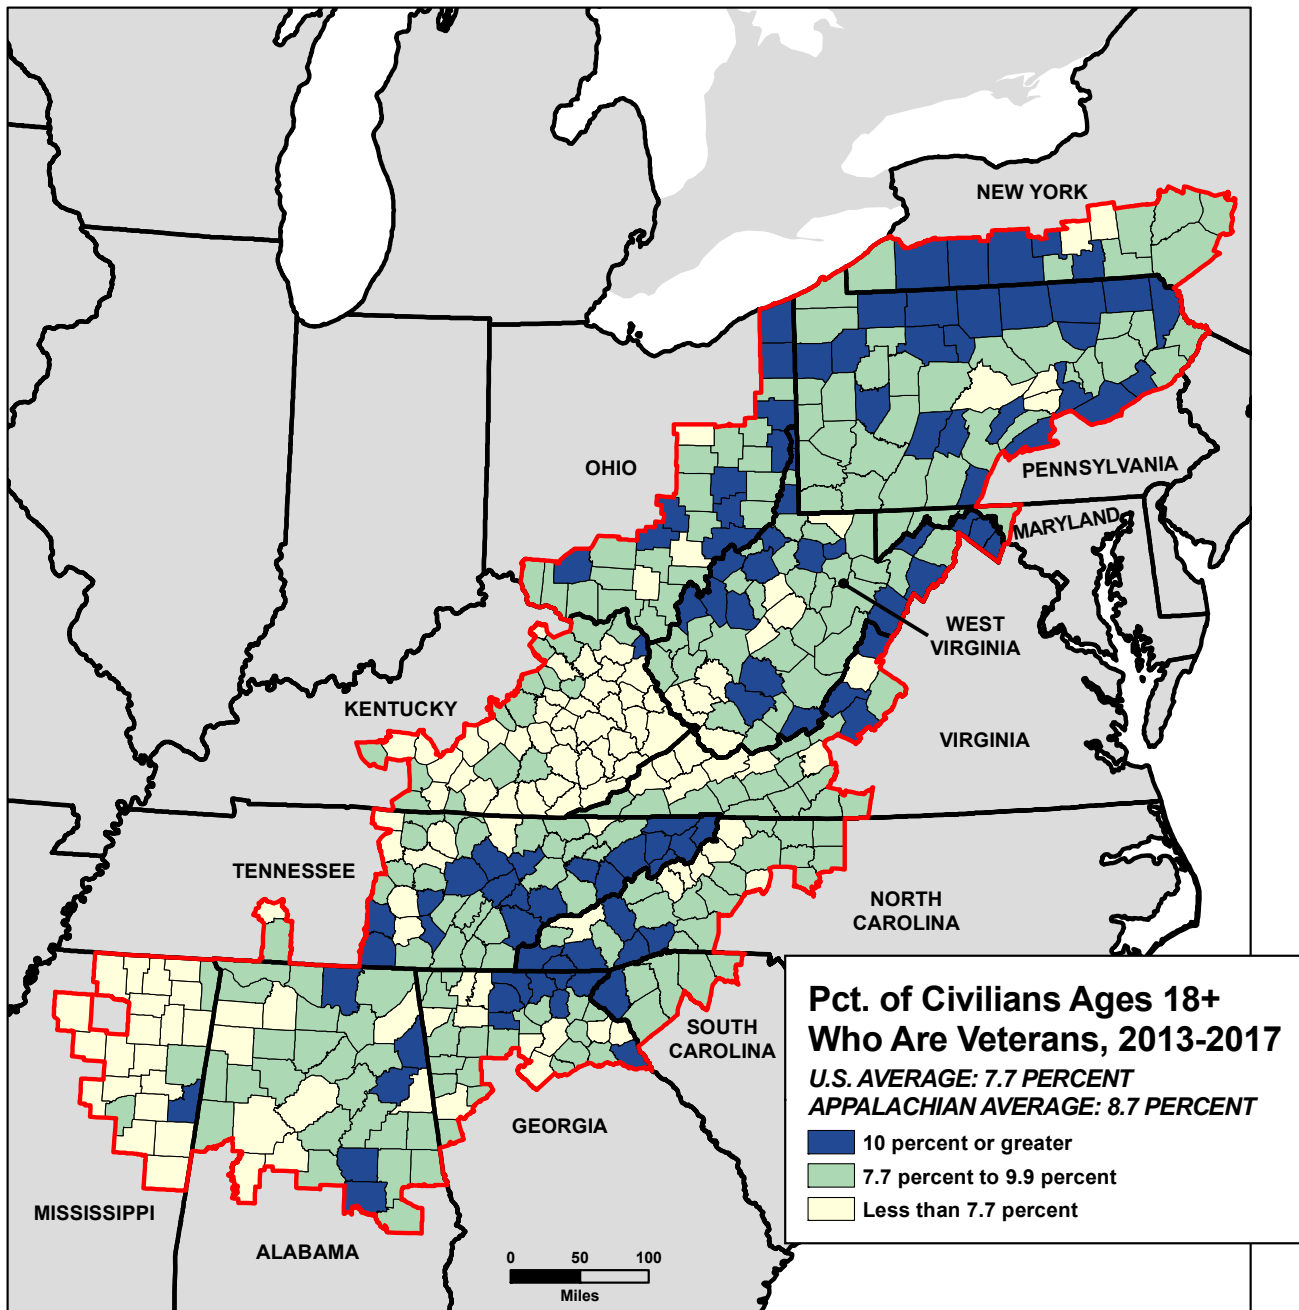 NEW YORK
OHIO
PENNSYLVANIA
MARYLAND
WEST
VIRGINIA
KENTUCKY
VIRGINIA
TENNESSEE
NORTH
CAROLINA
SOUTH
CAROLINA
GEORGIA
MISSISSIPPI
ALABAMA
0 50 100
Miles
Pct. of Civilians Ages 18+
Who Are Veterans, 2013-2017
U.S. AVERAGE: 7.7 PERCENT
APPALACHIAN AVERAGE: 8.7 PERCENT
10 percent or greater
7.7 percent to 9.9 percent
Less than 7.7 percent